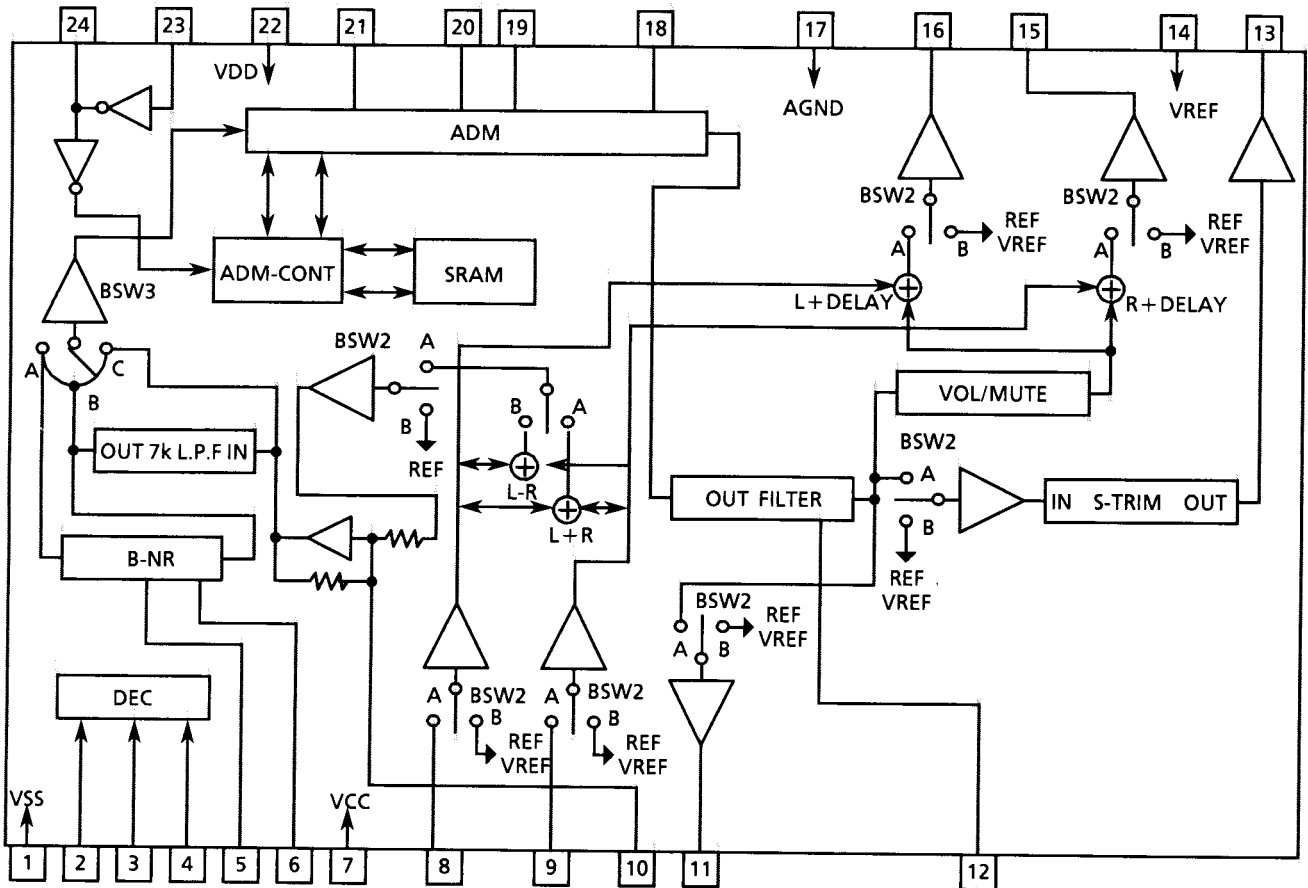 24 23 22 21 20 19 18 17 16 15 14 13
VDD
AGND
VREF
ADM
BSW2
BSW2
REF
VREF
A
B
REF
VREF
A
B
ADM-CONT
SRAM
BSW3
L+DELAY
R+DELAY
A
C
B
BSW2
A
B
REF
B
A
L-R
L+R
VOL/MUTE
OUT 7k L.P.F IN
BSW2
A
B
REF
VREF
OUT FILTER
IN S-TRIM OUT
B-NR
BSW2
REF
VREF
A
B
DEC
A
BSW2
B
REF
VREF
A
BSW2
B
REF
VREF
VSS
VCC
1 2 3 4 5 6 7 8 9 10 11 12